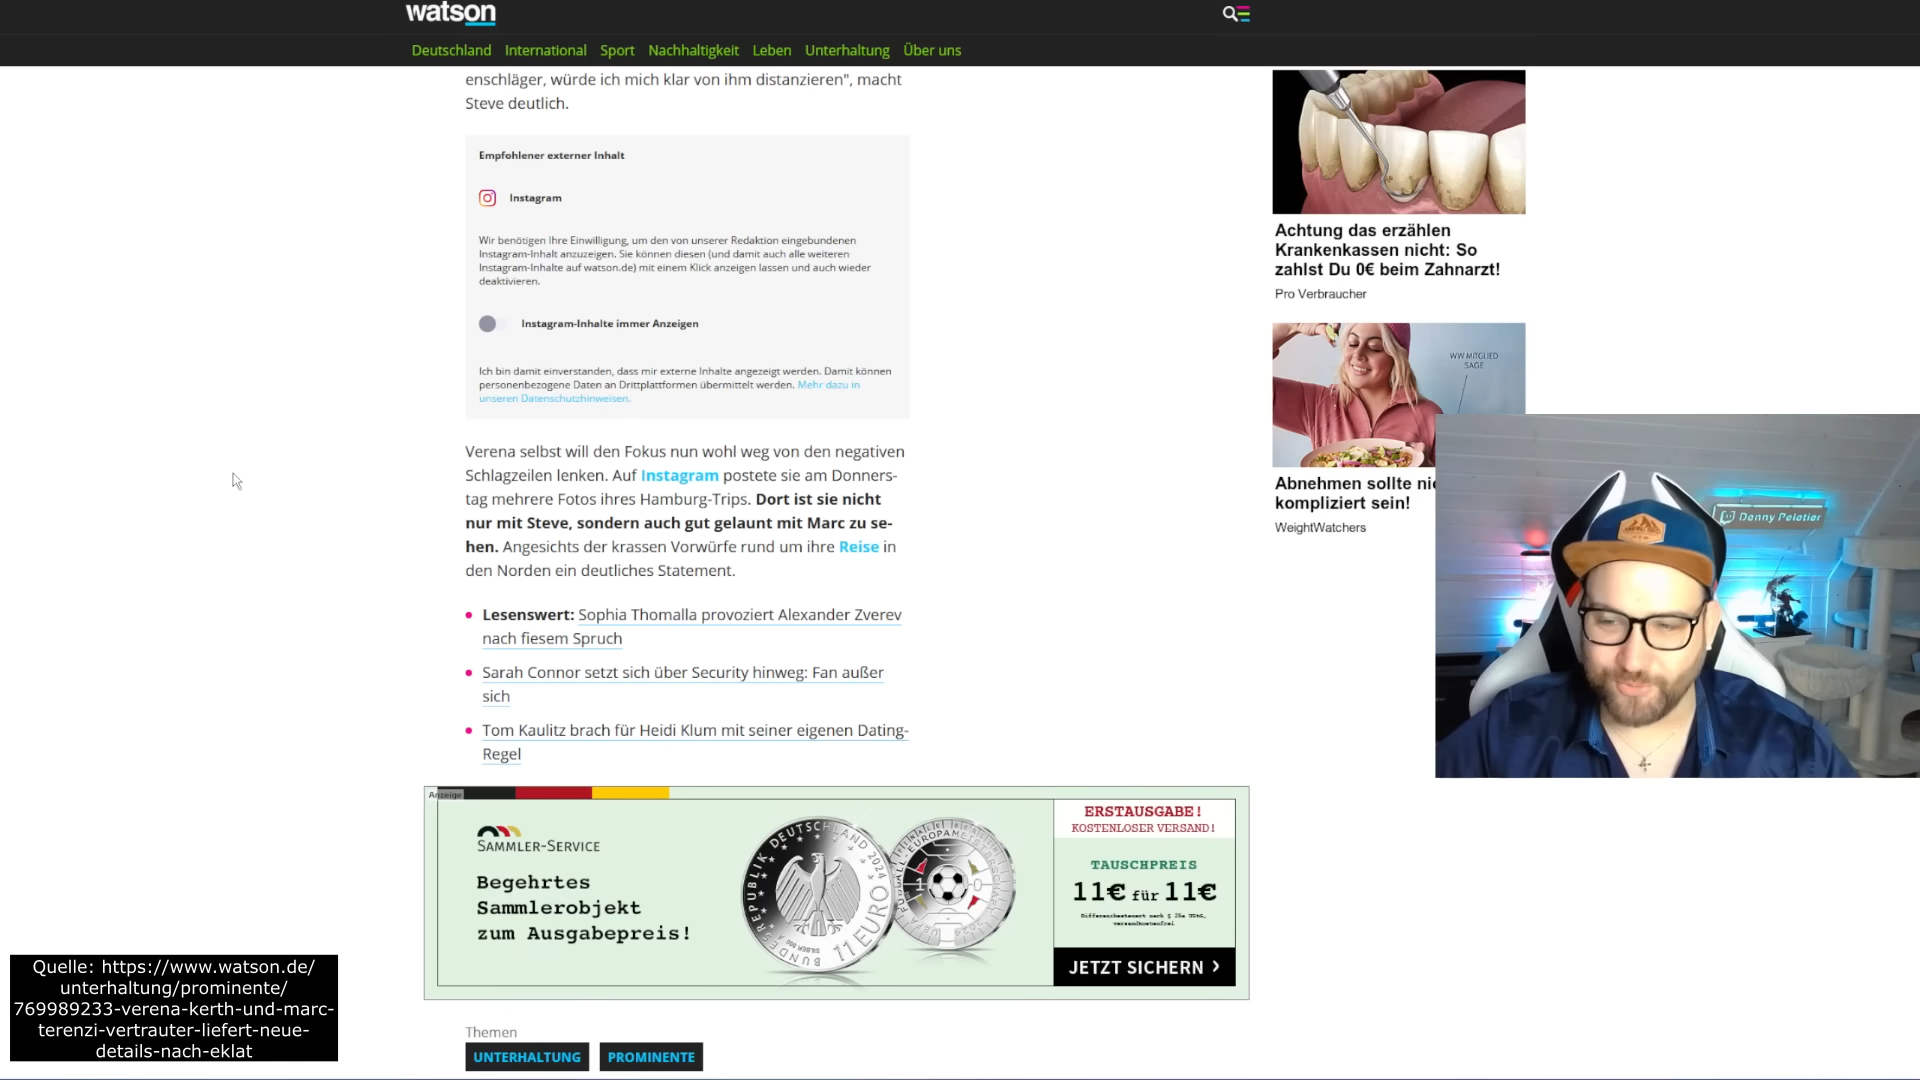 watson
Deutschland International Sport Nachhaltigkeit Leben Unterhaltung Über uns
enschläger, würde ich mich klar von ihm distanzieren", macht
Steve deutlich.
Empfohlener externer Inhalt
Instagram
Wir benötigen Ihre Einwilligung, um den von unserer Redaktion eingebundenen
Instagram-Inhalt anzuzeigen. Sie können diesen (und damit auch alle weiteren
Instagram-Inhalte auf watson.de) mit einem Klick anzeigen lassen und auch wieder
deaktivieren.
Instagram-Inhalte immer Anzeigen
Ich bin damit einverstanden, dass mir externe Inhalte angezeigt werden. Damit können
personenbezogene Daten an Drittplattformen übermittelt werden. Mehr dazu in
unseren Datenschutzhinweisen.
Verena selbst will den Fokus nun wohl weg von den negativen
Schlagzeilen lenken. Auf Instagram postete sie am Donners-
tag mehrere Fotos ihres Hamburg-Trips. Dort ist sie nicht
nur mit Steve, sondern auch gut gelaunt mit Marc zu se-
hen. Angesichts der krassen Vorwürfe rund um ihre Reise in
den Norden ein deutliches Statement.
Lesenswert: Sophia Thomalla provoziert Alexander Zverev
nach fiesem Spruch
Sarah Connor setzt sich über Security hinweg: Fan außer
sich
Tom Kaulitz brach für Heidi Klum mit seiner eigenen Dating-
Regel
Anzeige
SAMMLER-SERVICE
Begehrtes
Sammlerobjekt
zum Ausgabepreis!
BUNDESREPUBLIK DEUTSCHLAND 2024
11 EURO
ERSTAUSGABE!
KOSTENLOSER VERSAND!
TAUSCHPREIS
11€ für 11€
JETZT SICHERN
Themen
UNTERHALTUNG PROMINENTE
Achtung das erzählen
Krankenkassen nicht: So
zahlst Du 0€ beim Zahnarzt!
Pro Verbraucher
WW MITGLIED
SAGE
Abnehmen sollte
kompliziert sein!
WeightWatchers
Donny Peletier
Quelle: https://www.watson.de/
unterhaltung/prominente/
769989233-verena-kerth-und-marc-
terenzi-vertrauter-liefert-neue-
details-nach-eklat